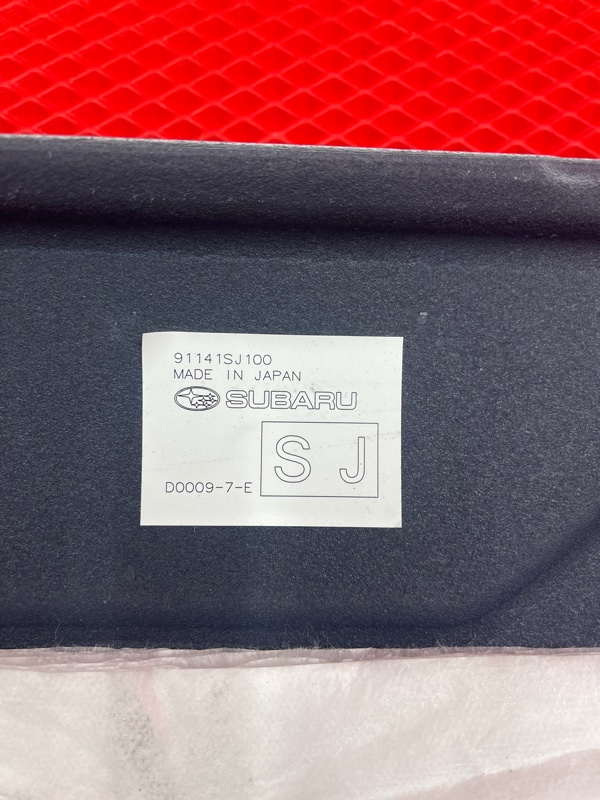 91141SJ100
MADE IN JAPAN
SUBARU
S J
D0009-7-E